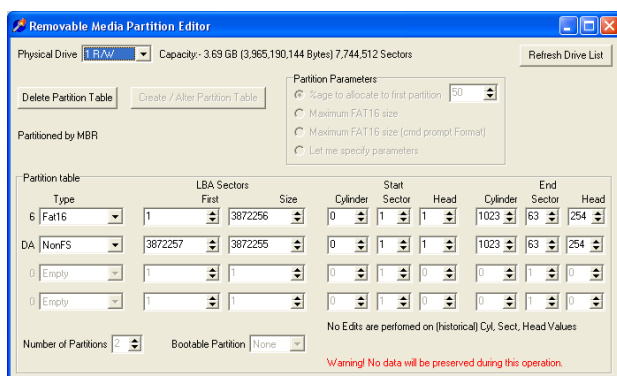 Removable Media Partition Editor
Physical Drive 1 R/W Capacity:- 3.69 GB (3,965,190,144 Bytes) 7,744,512 Sectors Refresh Drive List
Delete Partition Table Create / Alter Partition Table
Partition Parameters
%age to allocate to first partition 50
Maximum FAT16 size
Maximum FAT16 size (cmd prompt Format)
Let me specify parameters
Partitioned by MBR
Partition table
LBA Sectors Start End
Type First Size Cylinder Sector Head Cylinder Sector Head
6 Fat16 1 3872256 0 1 1 1023 63 254
DA NonFS 3872257 3872255 0 1 1 1023 63 254
0 Empty 1 1 0 1 0 0 1 0
0 Empty 1 1 0 1 0 0 1 0
No Edits are perfomed on (historical) Cyl, Sect, Head Values
Number of Partitions 2 Bootable Partition None
Warning! No data will be preserved during this operation.